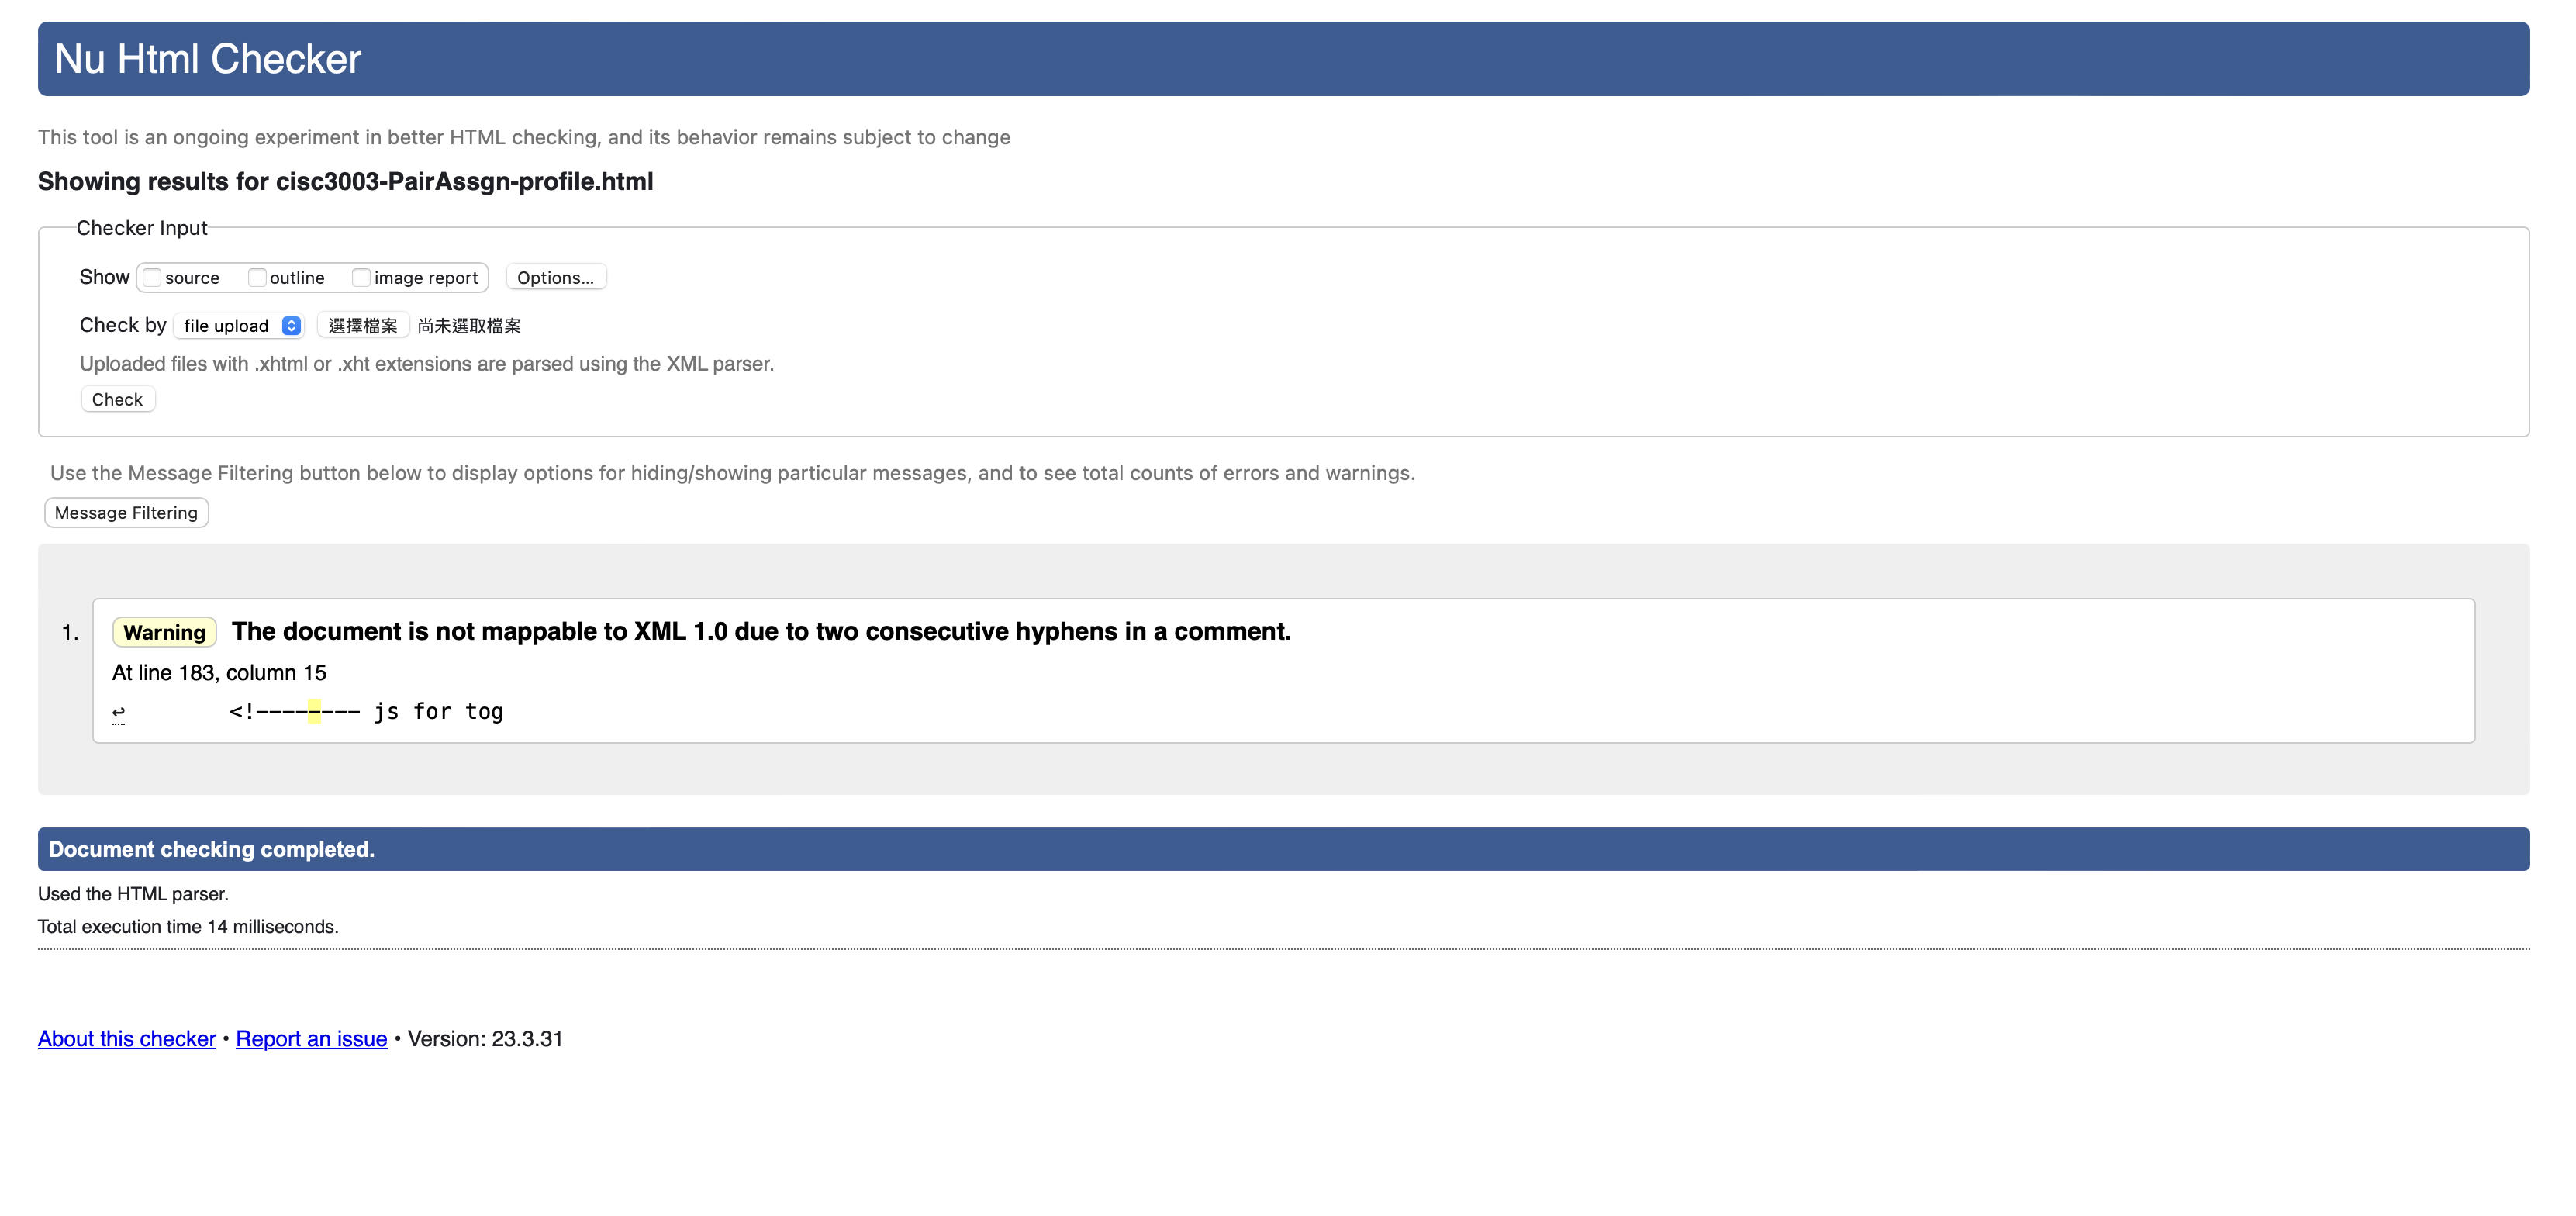 Nu Html Checker
This tool is an ongoing experiment in better HTML checking, and its behavior remains subject to change
Showing results for cisc3003-PairAssgn-profile.html
Checker Input
Show source outline image report Options...
Check by file upload 選擇檔案 尚未選取檔案
Uploaded files with .xhtml or .xht extensions are parsed using the XML parser.
Check
Use the Message Filtering button below to display options for hiding/showing particular messages, and to see total counts of errors and warnings.
Message Filtering
1. Warning The document is not mappable to XML 1.0 due to two consecutive hyphens in a comment.
At line 183, column 15
↩ <!-------- js for tog
Document checking completed.
Used the HTML parser.
Total execution time 14 milliseconds.
About this checker • Report an issue • Version: 23.3.31